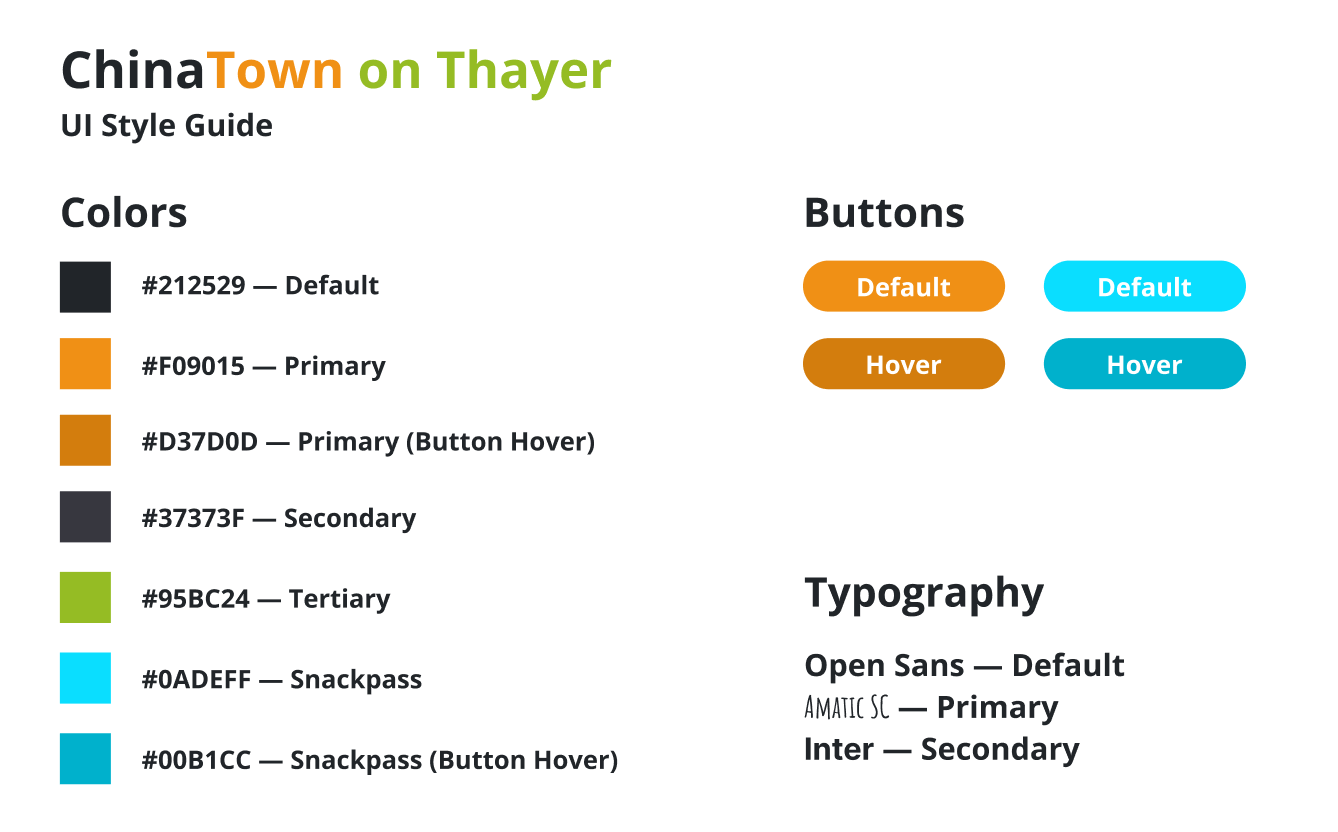 ChinaTown on Thayer
UI Style Guide
Colors
#212529 — Default
#F09015 — Primary
#D37D0D — Primary (Button Hover)
#37373F — Secondary
#95BC24 — Tertiary
#0ADEFF — Snackpass
#00B1CC — Snackpass (Button Hover)
Buttons
Default
Default
Hover
Hover
Typography
Open Sans — Default
Amatic SC — Primary
Inter — Secondary